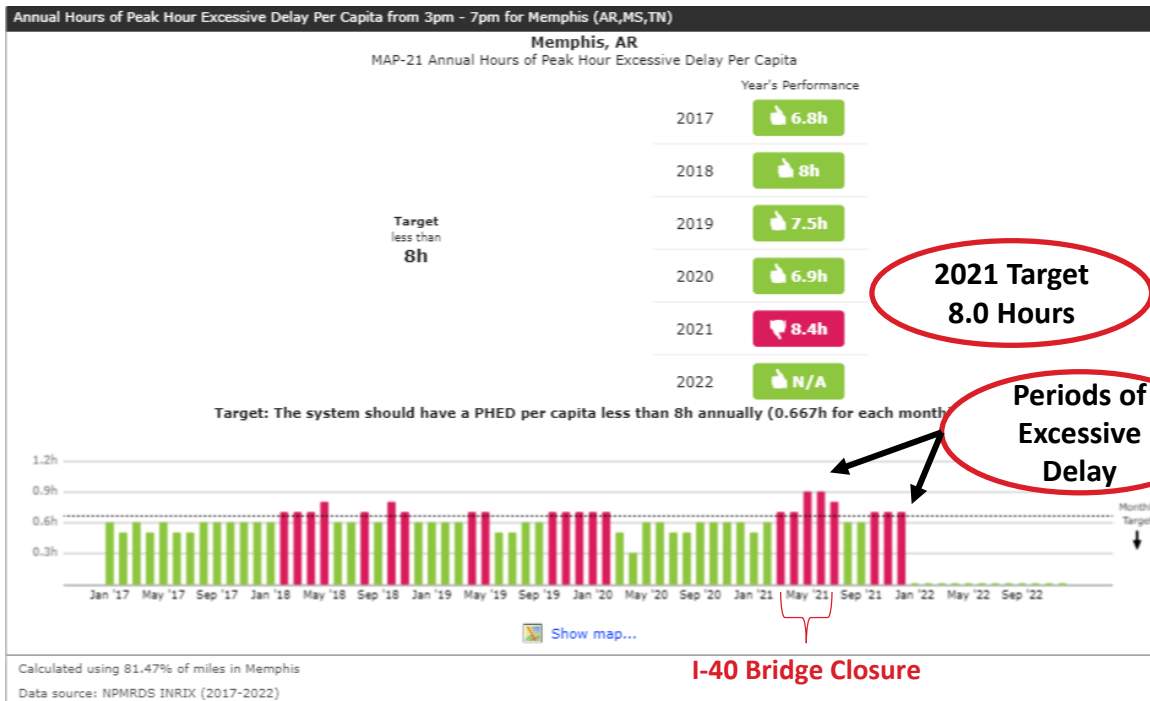 Annual Hours of Peak Hour Excessive Delay Per Capita from 3pm - 7pm for Memphis (AR,MS,TN)
Memphis, AR
MAP-21 Annual Hours of Peak Hour Excessive Delay Per Capita
Year's Performance
2017 6.8h
2018 8h
Target
less than
8h
2019 7.5h
2020 6.9h
2021 8.4h
2022 N/A
2021 Target
8.0 Hours
Target: The system should have a PHED per capita less than 8h annually (0.667h for each month
Periods of
Excessive
Delay
1.2h
0.9h
0.6h
0.3h
Month
Target
Jan '17 May '17 Sep '17 Jan '18 May '18 Sep '18 Jan '19 May '19 Sep '19 Jan '20 May '20 Sep '20 Jan '21 May '21 Sep '21 Jan '22 May '22 Sep '22
Show map...
I-40 Bridge Closure
Calculated using 81.47% of miles in Memphis
Data source: NPMRDS INRIX (2017-2022)